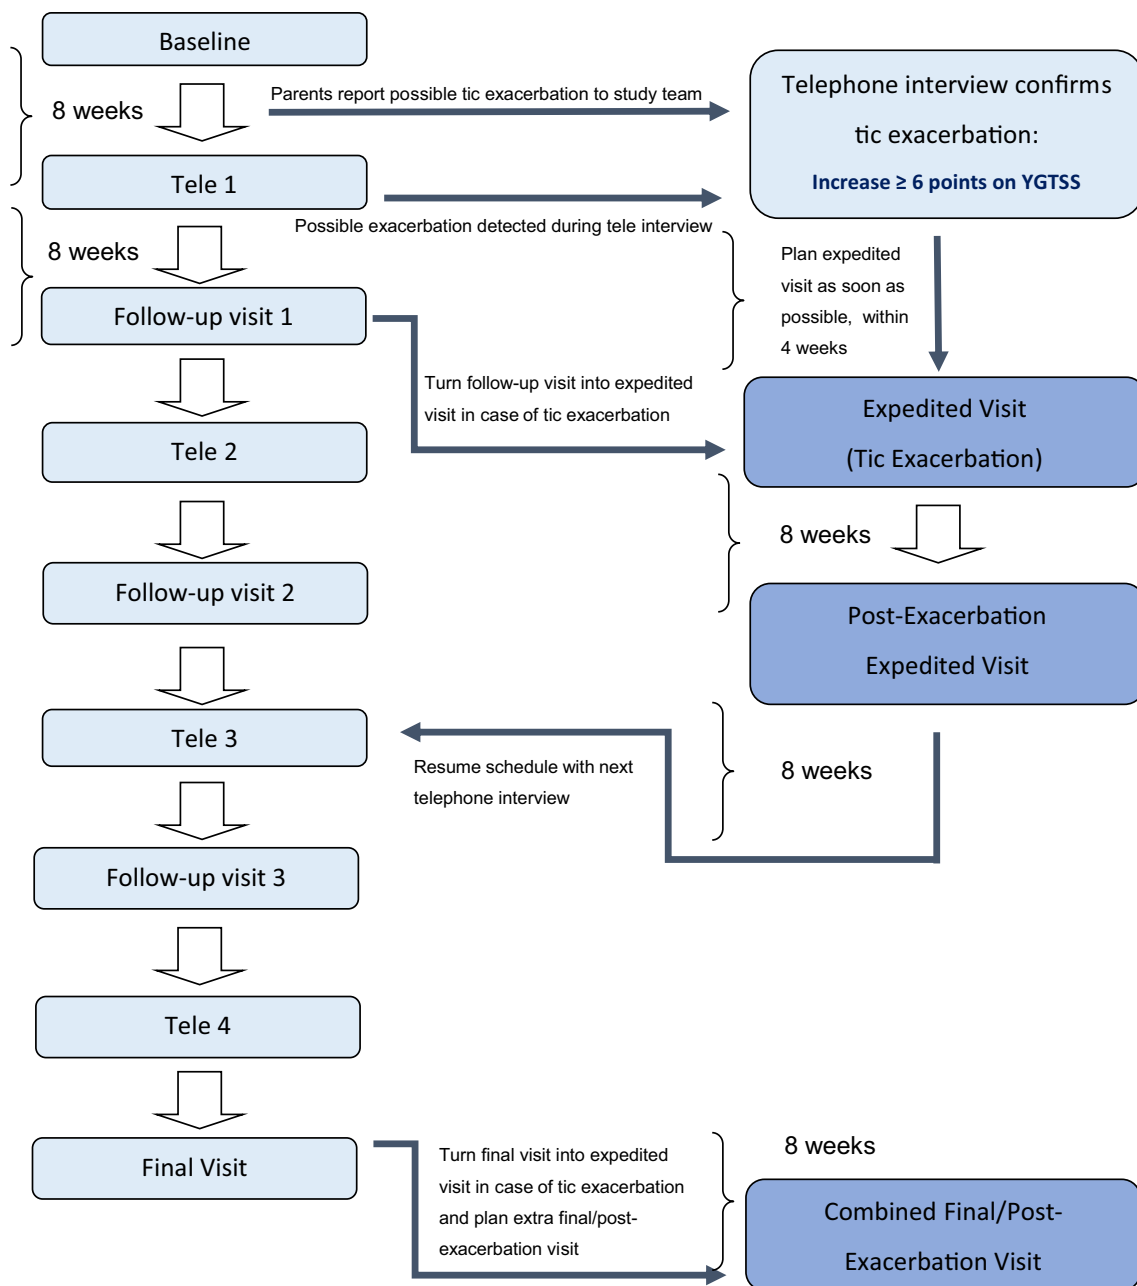 Baseline
8 weeks
Parents report possible tic exacerbation to study team
Telephone interview confirms
tic exacerbation:
Increase ≥ 6 points on YGTSS
Tele 1
Possible exacerbation detected during tele interview
8 weeks
Plan expedited
visit as soon as
possible, within
4 weeks
Follow-up visit 1
Turn follow-up visit into expedited
visit in case of tic exacerbation
Expedited Visit
(Tic Exacerbation)
Tele 2
8 weeks
Follow-up visit 2
Post-Exacerbation
Expedited Visit
Tele 3
Resume schedule with next
telephone interview
8 weeks
Follow-up visit 3
Tele 4
Final Visit
Turn final visit into expedited
visit in case of tic exacerbation
and plan extra final/post-
exacerbation visit
8 weeks
Combined Final/Post-
Exacerbation Visit